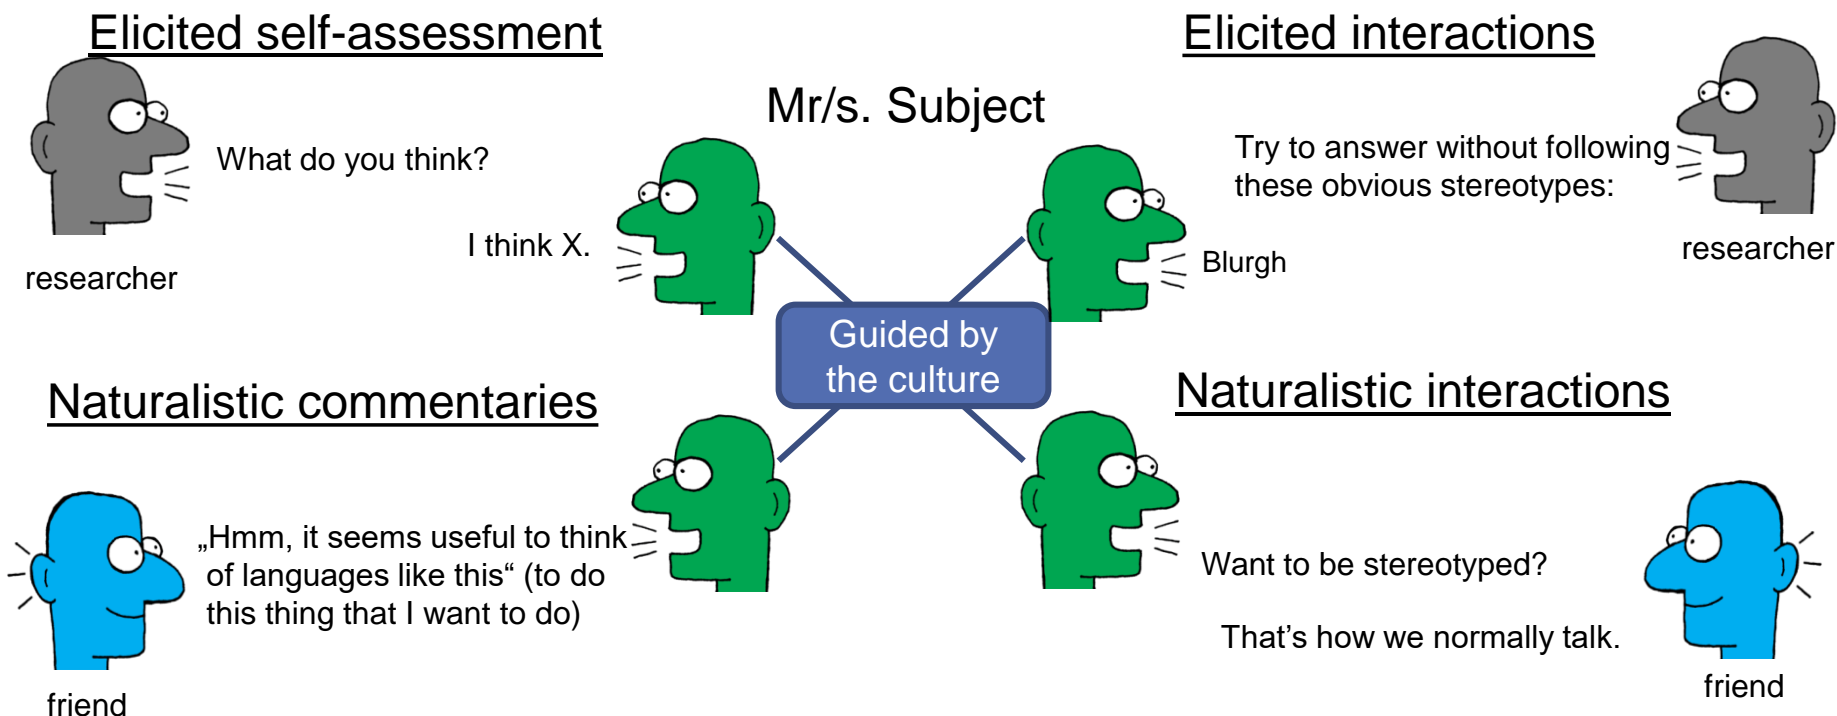 Elicited self-assessment
Elicited interactions
Mr/s. Subject
What do you think?
I think X.
researcher
Try to answer without following
these obvious stereotypes:
Blurgh
researcher
Guided by
the culture
Naturalistic commentaries
Naturalistic interactions
„Hmm, it seems useful to think
of languages like this“ (to do
this thing that I want to do)
friend
Want to be stereotyped?
That’s how we normally talk.
friend